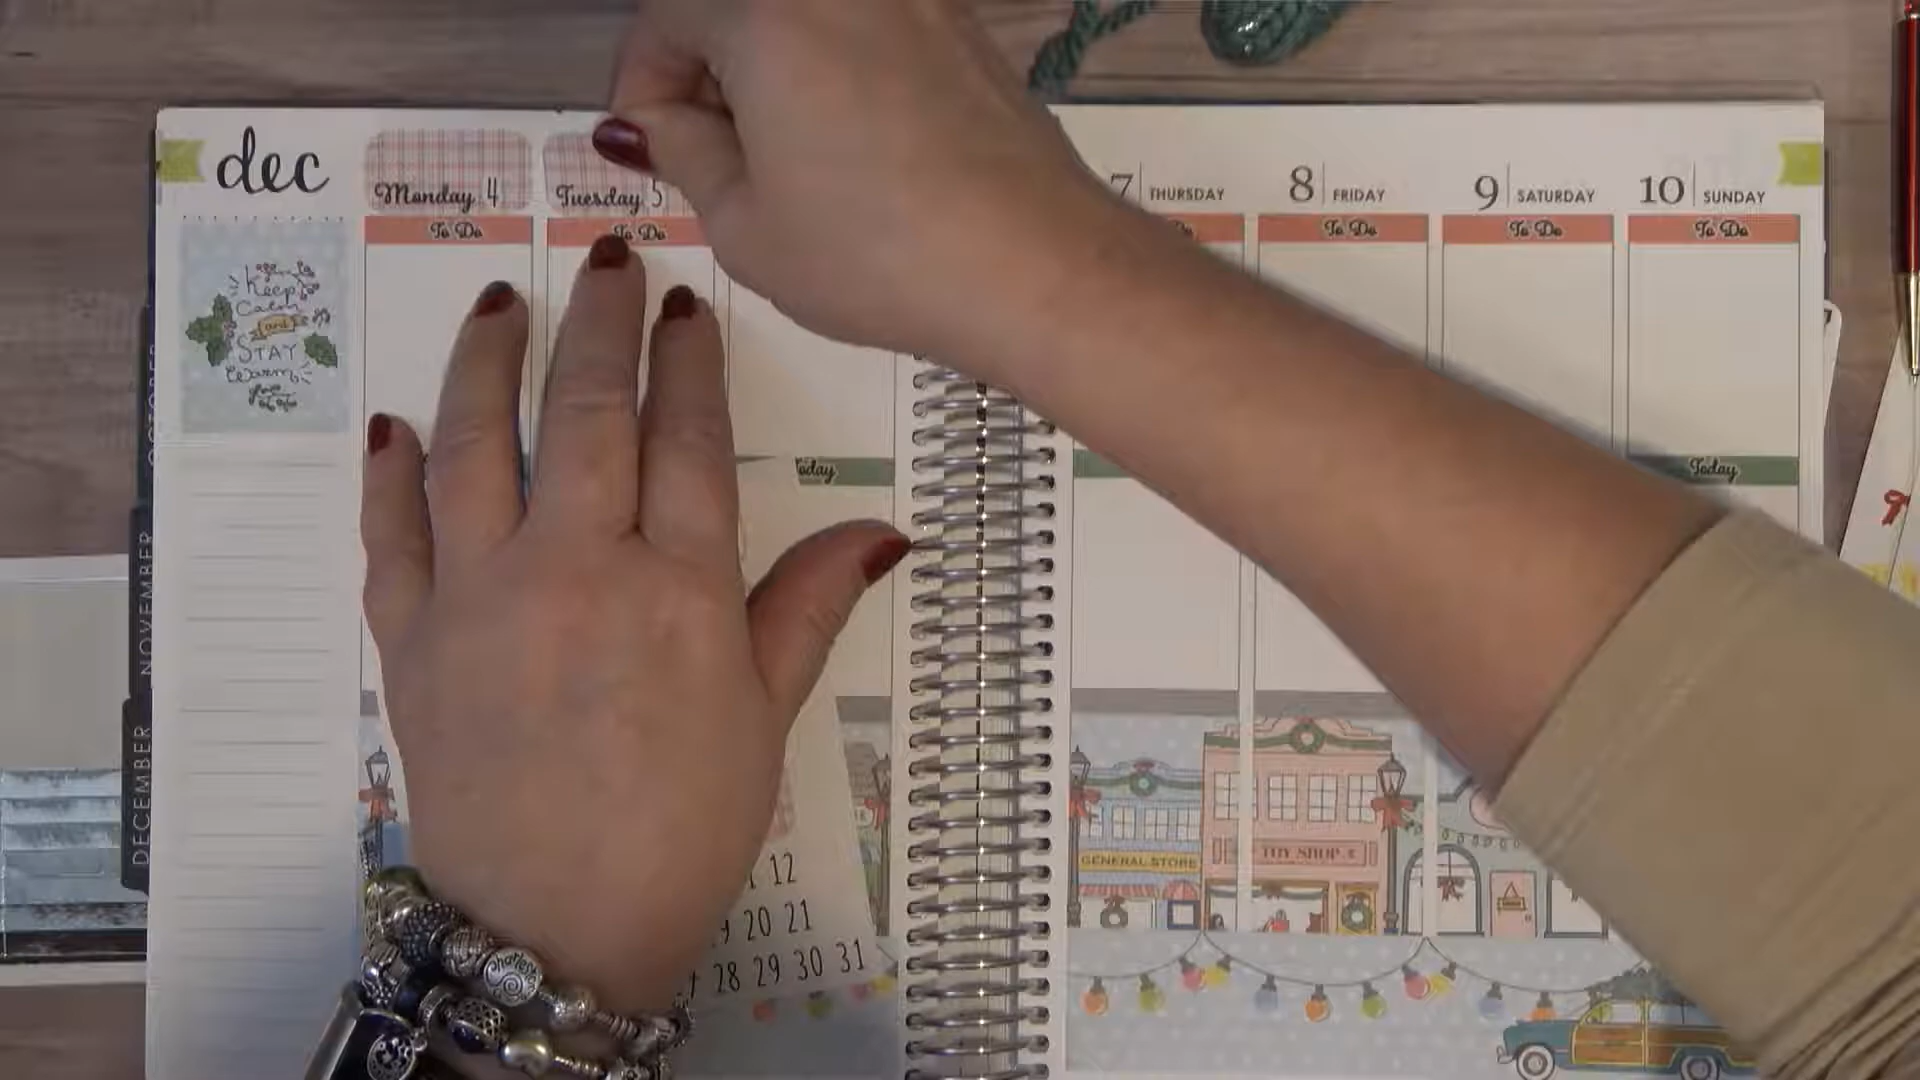 dec
Monday 4
Tuesday 5
7 THURSDAY
8 FRIDAY
9 SATURDAY
10 SUNDAY
To Do
To Do
To Do
To Do
To Do
Keep
Calm
and
STAY
Warm
Today
OCTOBER
NOVEMBER
DECEMBER
GENERAL STORE
TOY SHOP
12
20 21
28 29 30 31